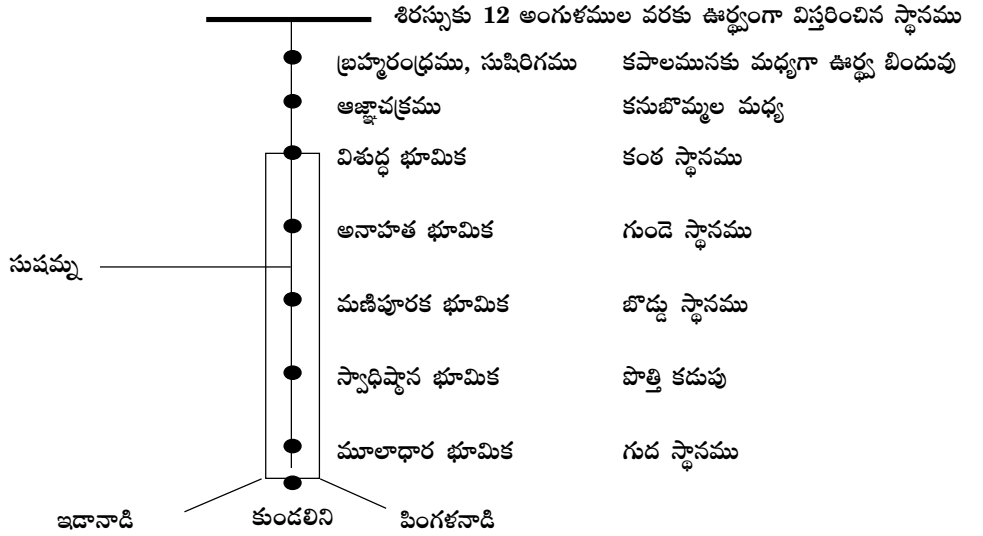 శిరస్సుకు 12 అంగుళముల వరకు ఊర్థ్వంగా విస్తరించిన స్థానము
బ్రహ్మరంధ్రము, సుషిరిగము కపాలమునకు మధ్యగా ఊర్థ్వ బిందువు
ఆజ్ఞాచక్రము కనుబొమ్మల మధ్య
విశుద్ధ భూమిక కంఠ స్థానము
అనాహత భూమిక గుండె స్థానము
సుషమ్న
మణిపూరక భూమిక బొడ్డు స్థానము
స్వాధిష్ఠాన భూమిక పొత్తి కడుపు
మూలాధార భూమిక గుద స్థానము
ఇడానాడి కుండలిని పింగళనాడి